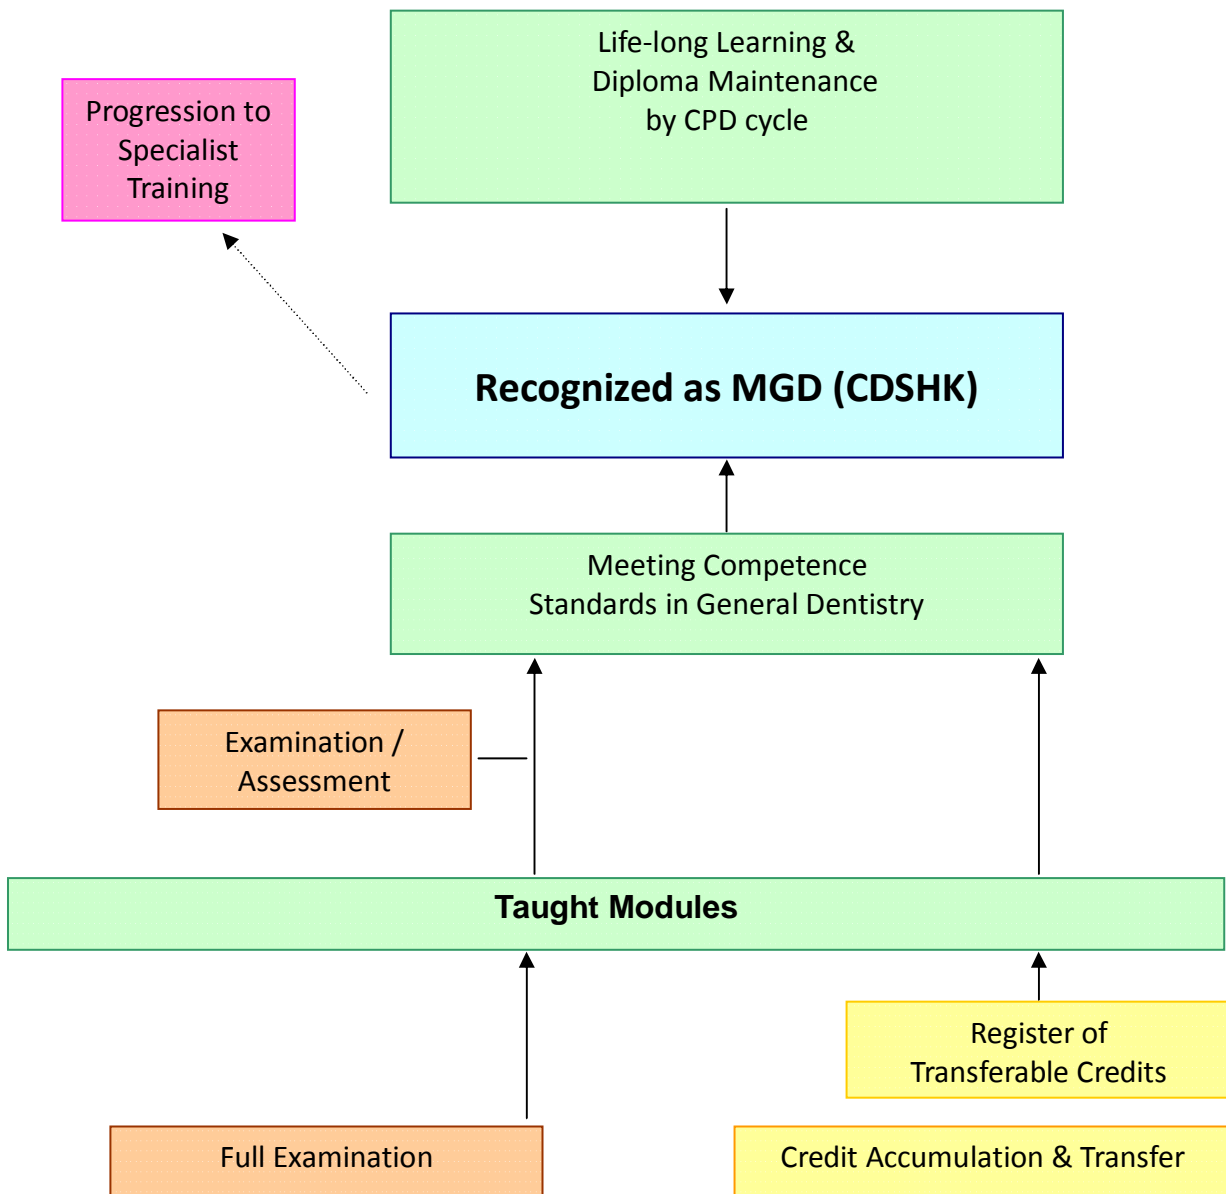 Life-long Learning &
Diploma Maintenance
by CPD cycle
Progression to
Specialist
Training
Recognized as MGD (CDSHK)
Meeting Competence
Standards in General Dentistry
Examination /
Assessment
Taught Modules
Register of
Transferable Credits
Full Examination
Credit Accumulation & Transfer